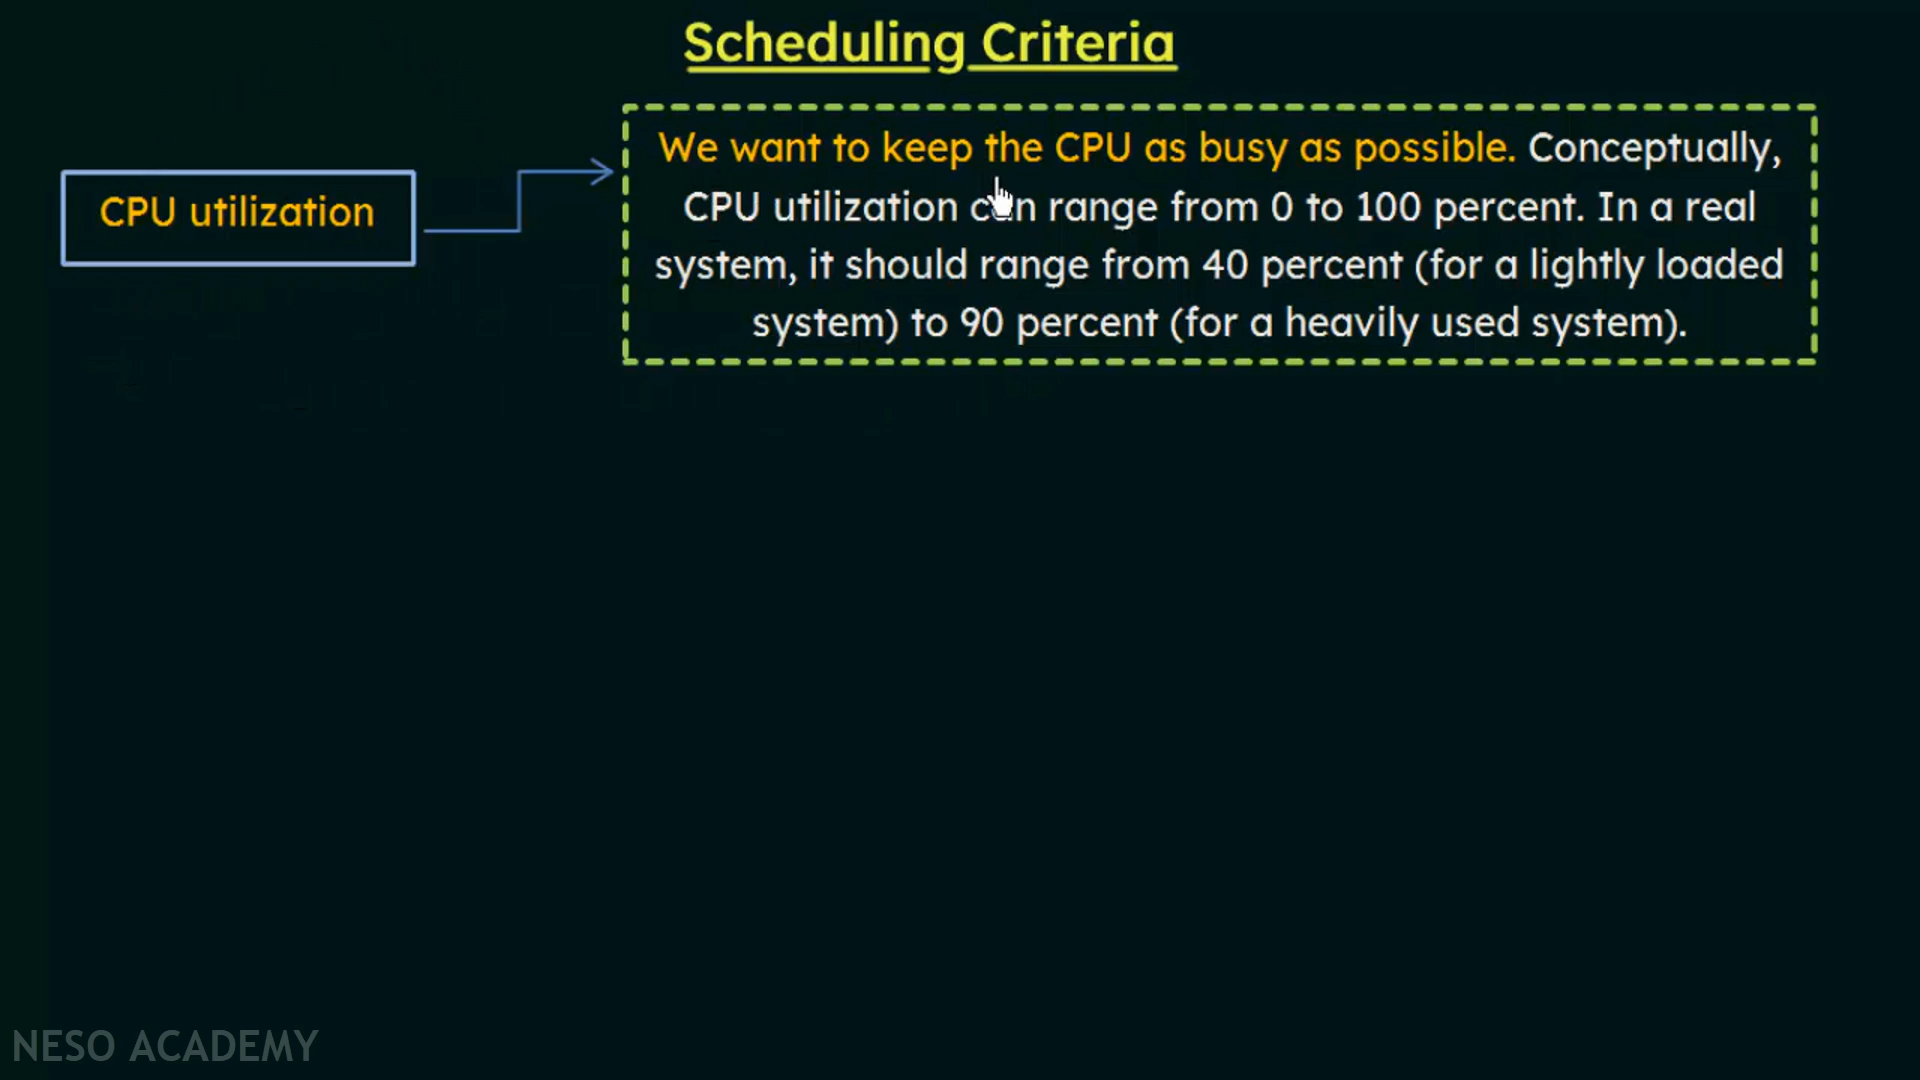 Scheduling Criteria
CPU utilization
We want to keep the CPU as busy as possible. Conceptually,
CPU utilization can range from 0 to 100 percent. In a real
system, it should range from 40 percent (for a lightly loaded
system) to 90 percent (for a heavily used system).
NESO ACADEMY